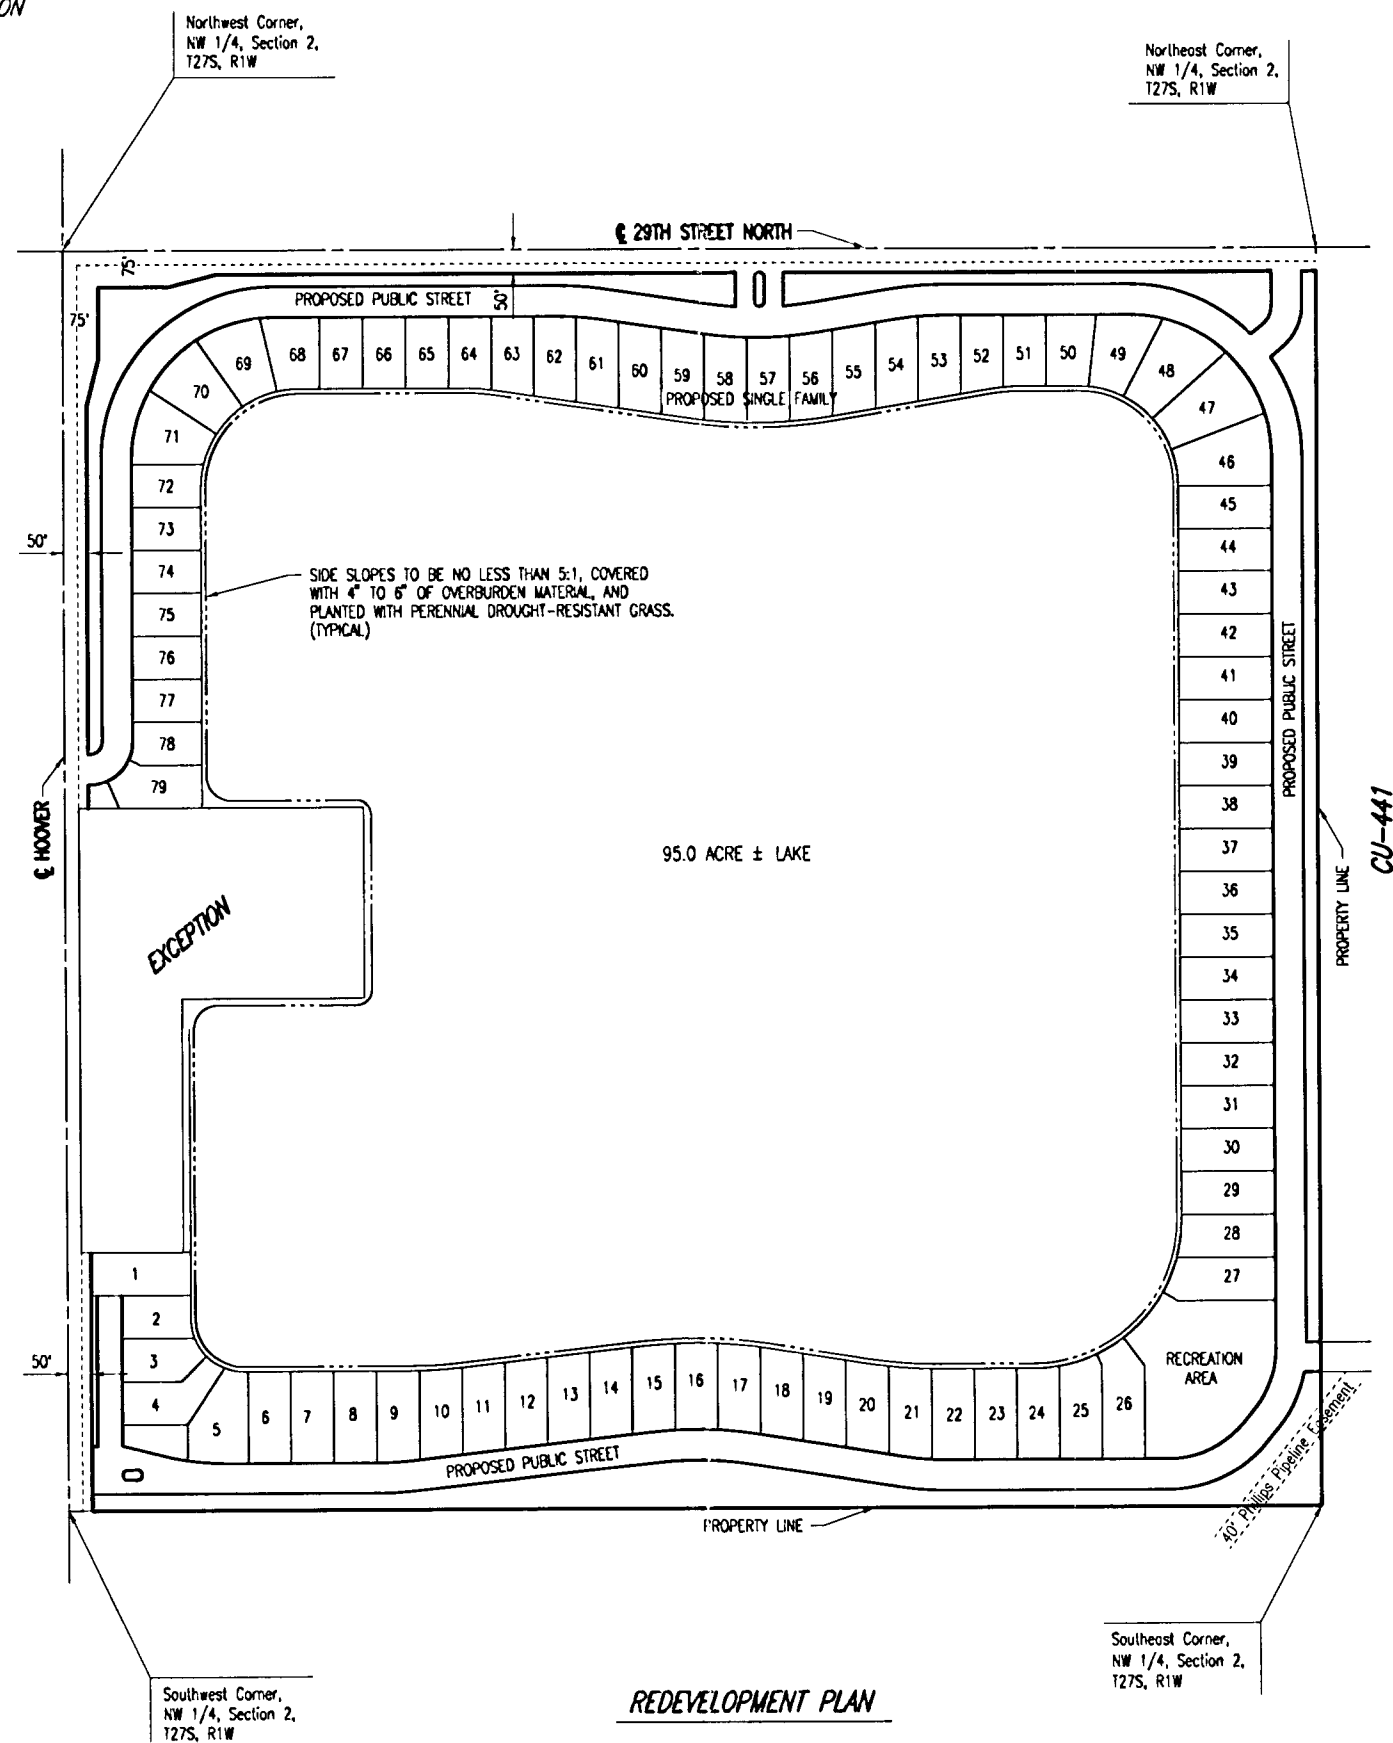 ON
Northwest Corner,
NW 1/4, Section 2,
T27S, R1W
Northeast Corner,
NW 1/4, Section 2,
T27S, R1W
℄ 29TH STREET NORTH
75'
75'
PROPOSED PUBLIC STREET
50'
69
68
67
66
65
64
63
62
61
60
59
58
57
56
55
54
53
52
51
50
49
48
47
PROPOSED SINGLE FAMILY
70
71
72
73
74
75
76
77
78
79
50'
SIDE SLOPES TO BE NO LESS THAN 5:1, COVERED
WITH 4" TO 6" OF OVERBURDEN MATERIAL, AND
PLANTED WITH PERENNIAL DROUGHT-RESISTANT GRASS.
(TYPICAL)
46
45
44
43
42
41
40
39
38
37
36
35
34
33
32
31
30
29
28
27
PROPOSED PUBLIC STREET
℄ HOOVER
95.0 ACRE ± LAKE
CU-441
PROPERTY LINE
EXCEPTION
1
2
3
4
50'
5
6
7
8
9
10
11
12
13
14
15
16
17
18
19
20
21
22
23
24
25
26
RECREATION
AREA
PROPOSED PUBLIC STREET
40' Phillips Pipeline Easement
PROPERTY LINE
Southwest Corner,
NW 1/4, Section 2,
T27S, R1W
REDEVELOPMENT PLAN
Southeast Corner,
NW 1/4, Section 2,
T27S, R1W